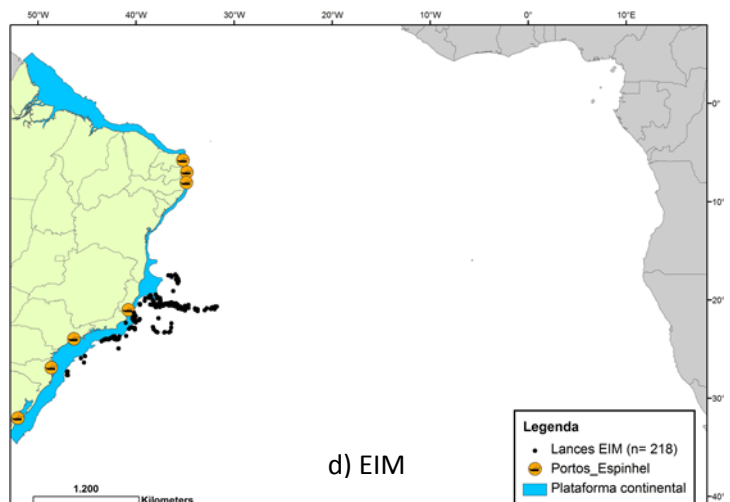 50°W 40°W 30°W 10°W 0° 10°E
0°
10°
20°
30°
40°
d) EIM
Legenda
Lances EIM (n= 218)
Portos_Espinhel
Plataforma continental
1.200
Kilometers